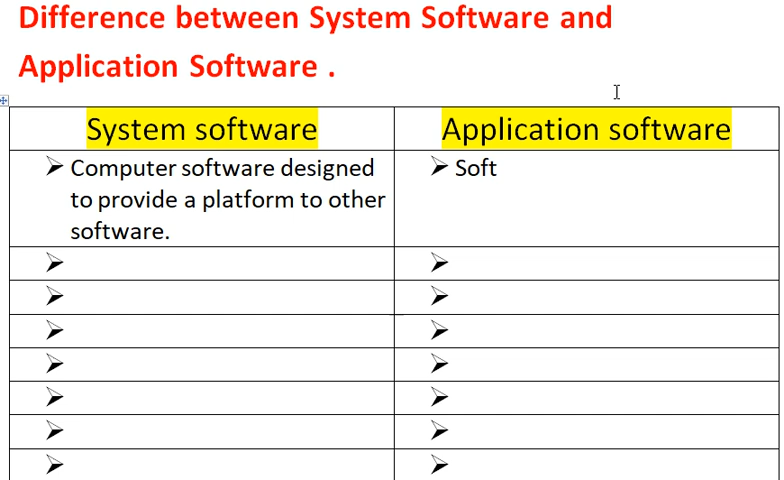 Difference between System Software and
Application Software .
System software
Application software
➢ Computer software designed
to provide a platform to other
software.
➢ Soft